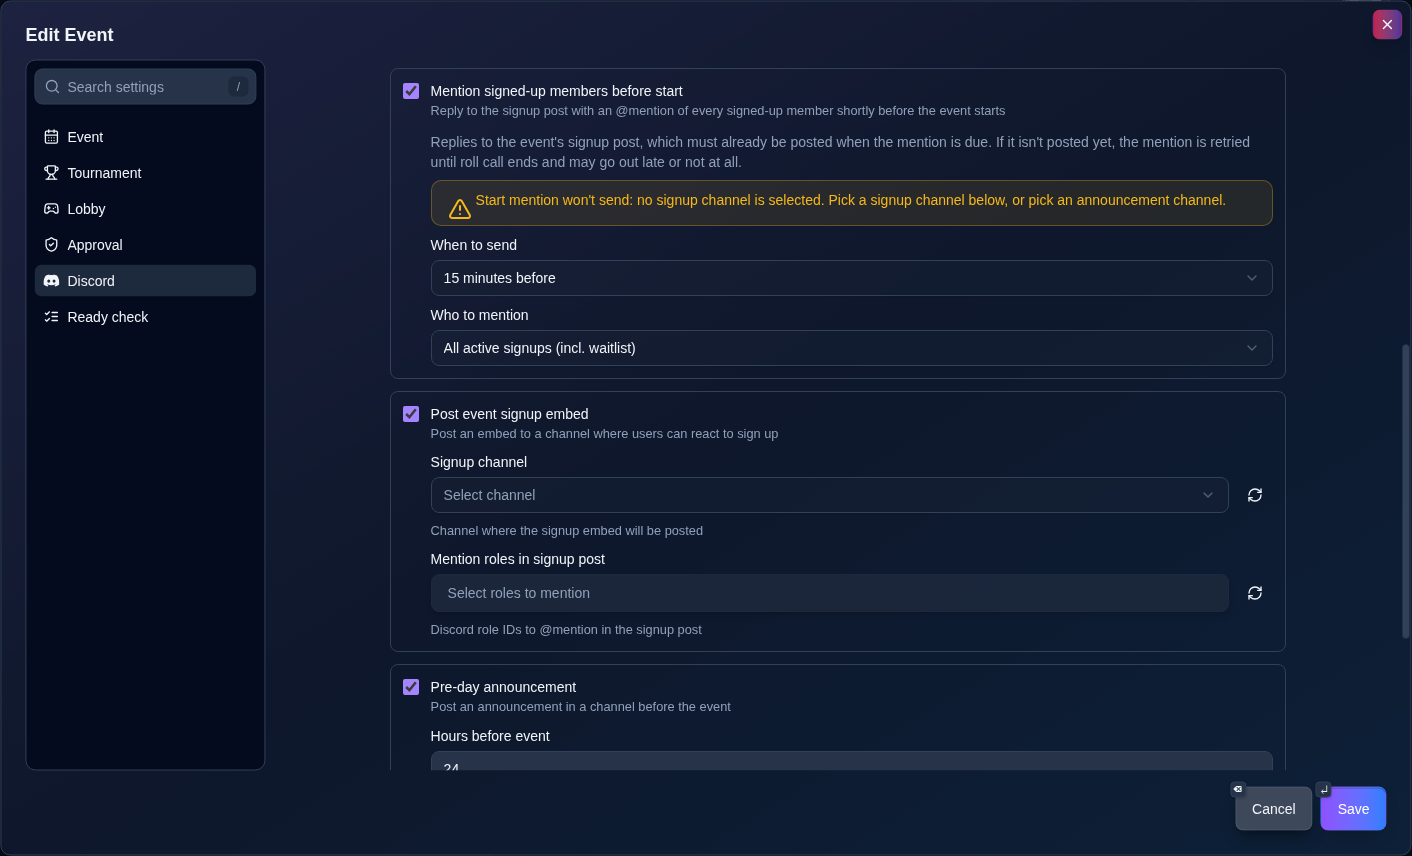 Edit Event
Search settings /
Event
Tournament
Lobby
Approval
Discord
Ready check
Mention signed-up members before start
Reply to the signup post with an @mention of every signed-up member shortly before the event starts
Replies to the event's signup post, which must already be posted when the mention is due. If it isn't posted yet, the mention is retried
until roll call ends and may go out late or not at all.
Start mention won't send: no signup channel is selected. Pick a signup channel below, or pick an announcement channel.
When to send
15 minutes before
Who to mention
All active signups (incl. waitlist)
Post event signup embed
Post an embed to a channel where users can react to sign up
Signup channel
Select channel
Channel where the signup embed will be posted
Mention roles in signup post
Select roles to mention
Discord role IDs to @mention in the signup post
Pre-day announcement
Post an announcement in a channel before the event
Hours before event
24
Cancel
Save